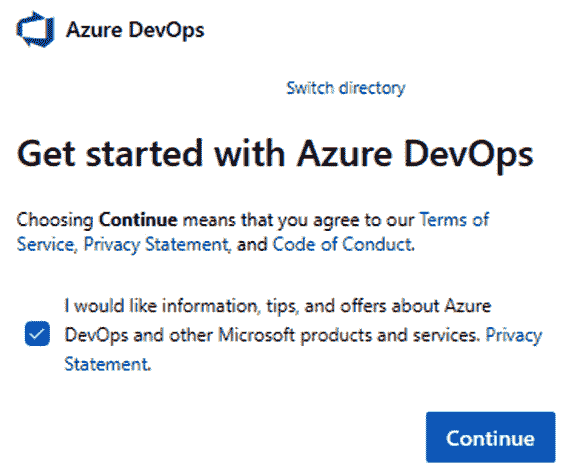 Azure DevOps
Switch directory
Get started with Azure DevOps
Choosing Continue means that you agree to our Terms of
Service, Privacy Statement, and Code of Conduct.
I would like information, tips, and offers about Azure
DevOps and other Microsoft products and services. Privacy
Statement.
Continue